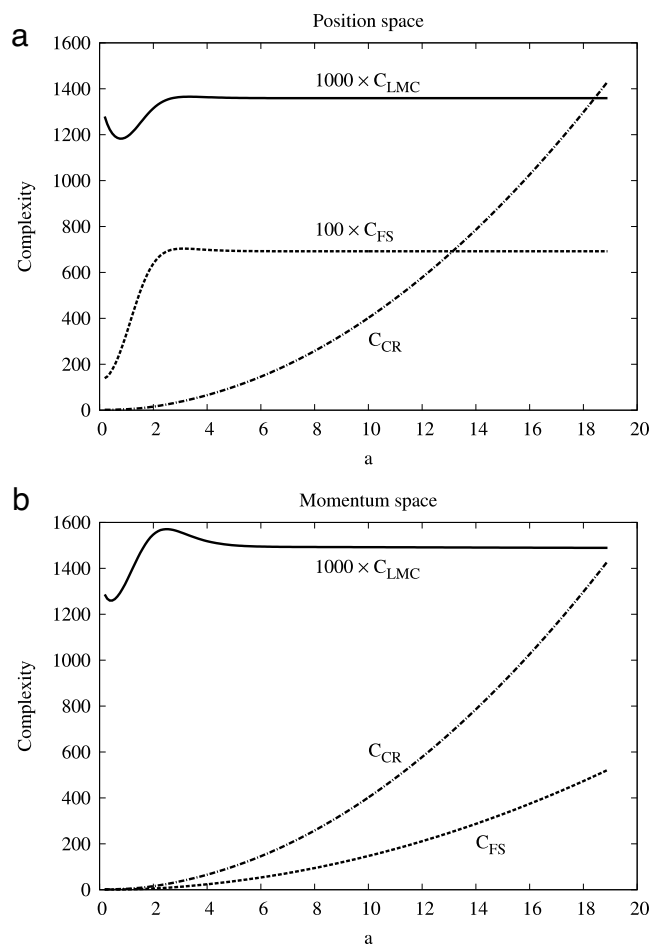 a
Position space
1600
1400
1200
1000
800
600
400
200
0
Complexity
1000 × C_LMC
100 × C_FS
C_CR
0 2 4 6 8 10 12 14 16 18 20
a
b
Momentum space
1600
1400
1200
1000
800
600
400
200
0
Complexity
1000 × C_LMC
C_CR
C_FS
0 2 4 6 8 10 12 14 16 18 20
a